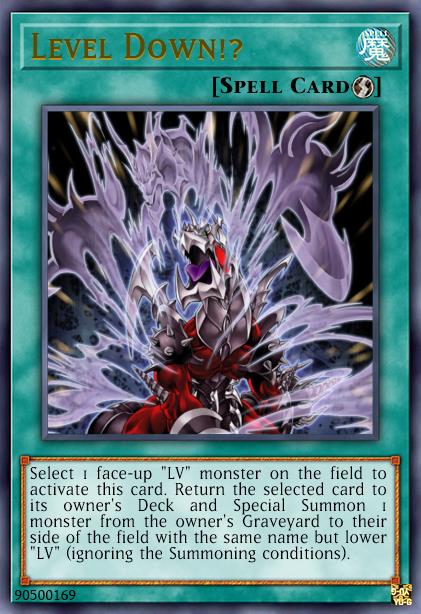 Level Down!?
SPELL
魔
[Spell Card]
Select 1 face-up "LV" monster on the field to
activate this card. Return the selected card to
its owner's Deck and Special Summon 1
monster from the owner's Graveyard to their
side of the field with the same name but lower
"LV" (ignoring the Summoning conditions).
90500169